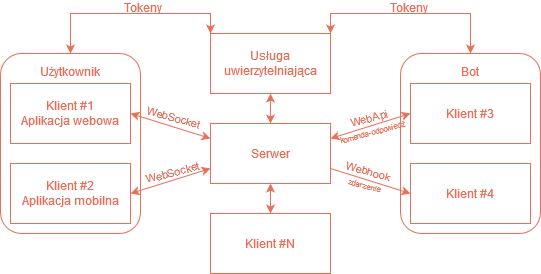 Tokeny
Tokeny
Usługa
uwierzytelniająca
Użytkownik
Bot
Klient #1
Aplikacja webowa
WebSocket
WebApi
komenda-odpowiedź
Klient #3
Serwer
Klient #2
Aplikacja mobilna
WebSocket
Webhook
zdarzenie
Klient #4
Klient #N